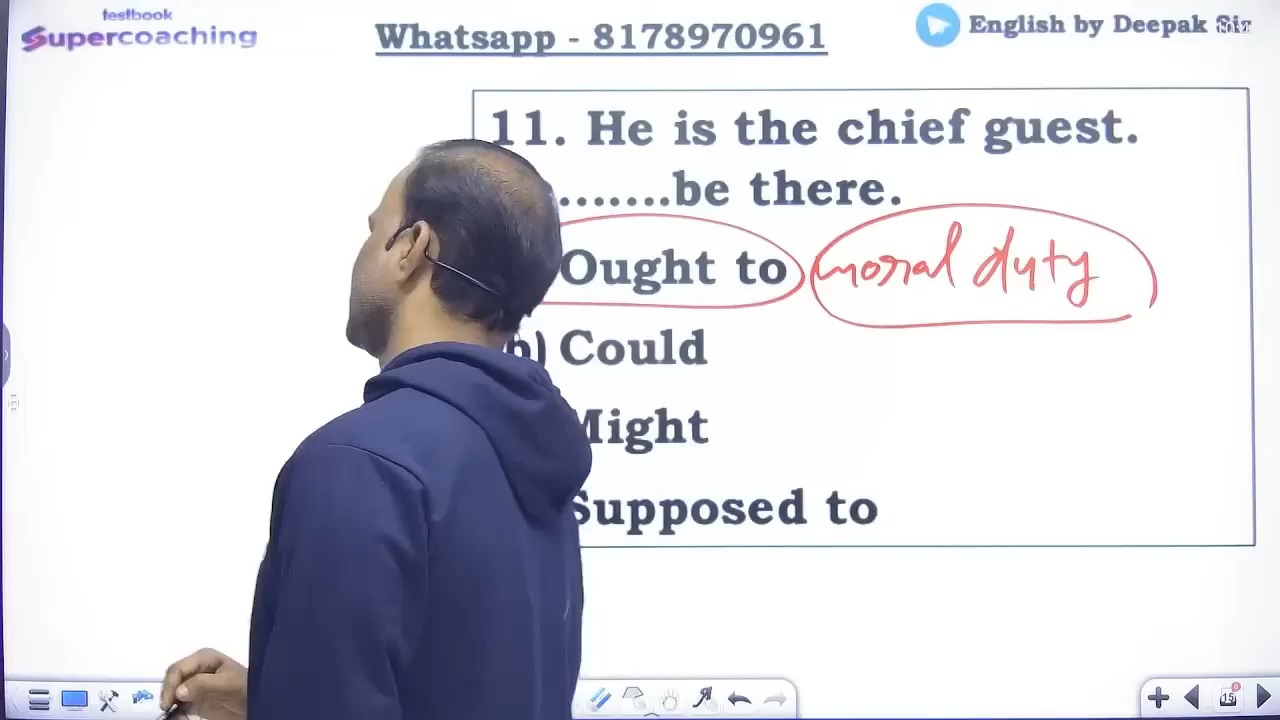 testbook
Supercoaching
Whatsapp - 8178970961
English by Deepak Sir
11. He is the chief guest.
.......be there.
Ought to moral duty
b) Could
Might
Supposed to
15